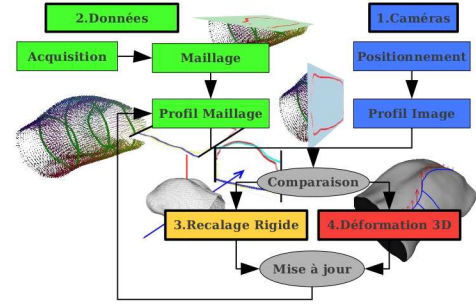 2.Données
1.Caméras
Acquisition
Maillage
Positionnement
Profil Maillage
Profil Image
Comparaison
3.Recalage Rigide
4.Déformation 3D
Mise à jour